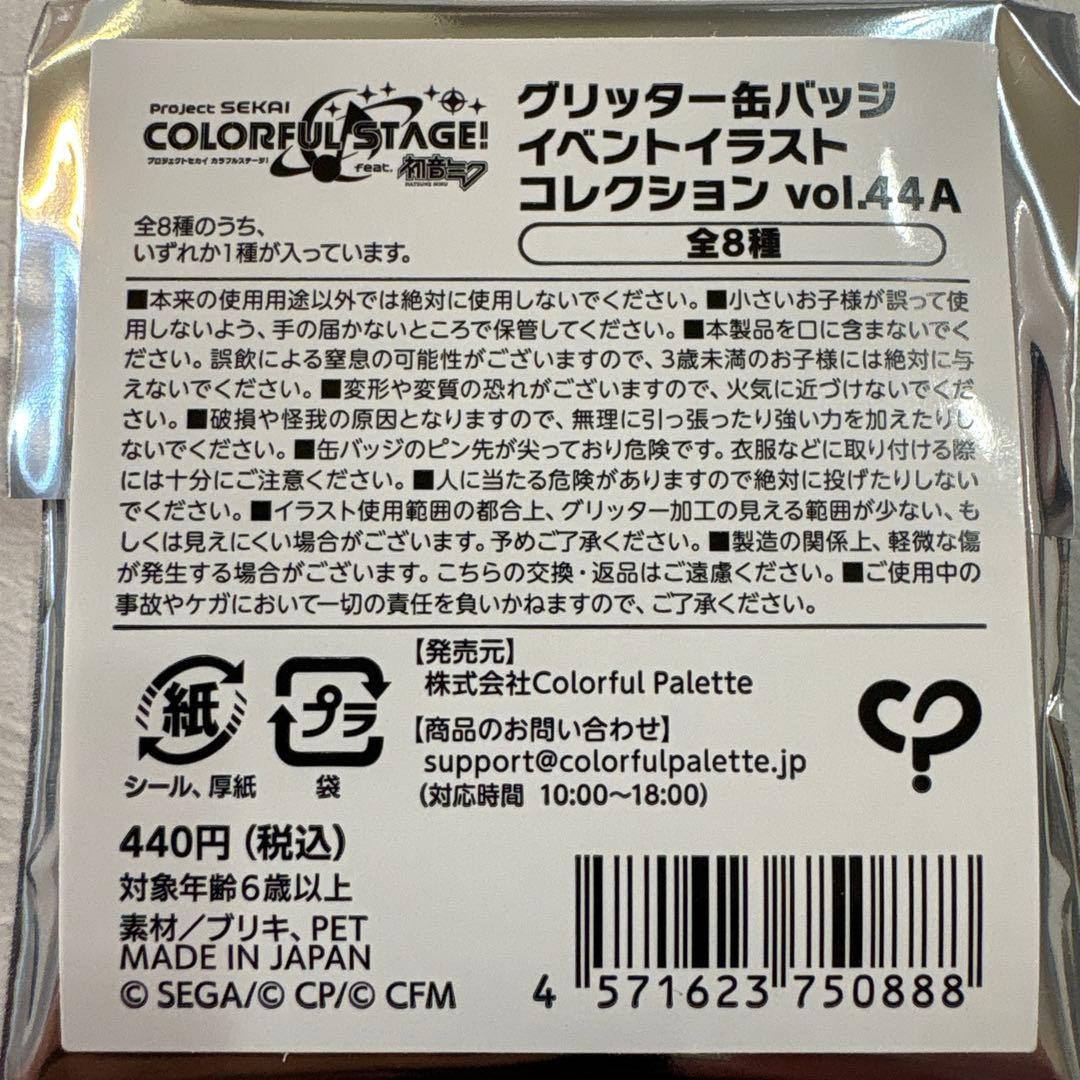 Project SEKAI
COLORFUL STAGE!
プロジェクトセカイ カラフルステージ!
feat. 初音ミク
HATSUNE MIKU
グリッター缶バッジ
イベントイラスト
コレクション vol.44A
全8種
全8種のうち、
いずれか1種が入っています。
■本来の使用用途以外では絶対に使用しないでください。■小さいお子様が誤って使
用しないよう、手の届かないところで保管してください。■本製品を口に含まないでく
ださい。誤飲による窒息の可能性がございますので、3歳未満のお子様には絶対に与
えないでください。■変形や変質の恐れがございますので、火気に近づけないでくだ
さい。■破損や怪我の原因となりますので、無理に引っ張ったり強い力を加えたりし
ないでください。■缶バッジのピン先が尖っており危険です。衣服などに取り付ける際
には十分にご注意ください。■人に当たる危険がありますので絶対に投げたりしない
でください。■イラスト使用範囲の都合上、グリッター加工の見える範囲が少ない、も
しくは見えにくい場合がございます。予めご了承ください。■製造の関係上、軽微な傷
が発生する場合がございます。こちらの交換・返品はご遠慮ください。■ご使用中の
事故やケガにおいて一切の責任を負いかねますので、ご了承ください。
紙
シール、厚紙
プラ
袋
【発売元】
株式会社Colorful Palette
【商品のお問い合わせ】
support@colorfulpalette.jp
(対応時間 10:00〜18:00)
440円(税込)
対象年齢6歳以上
素材/ブリキ、PET
MADE IN JAPAN
© SEGA/© CP/© CFM
4 571623 750888